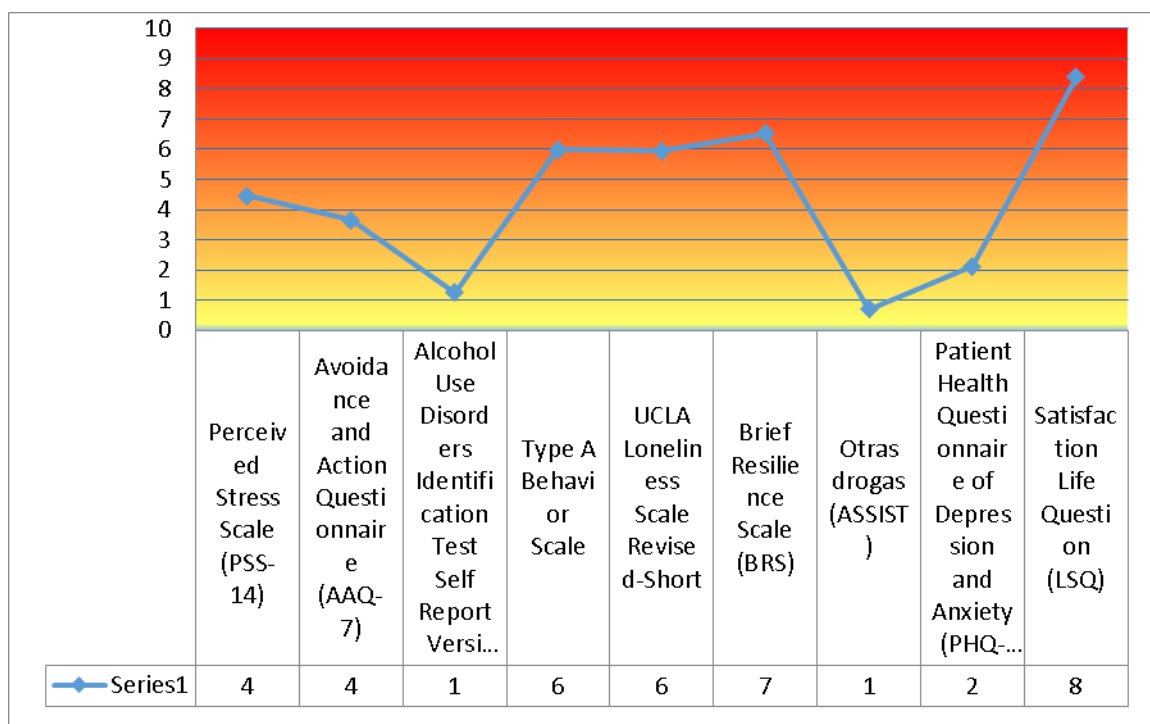 10
9
8
7
6
5
4
3
2
1
0
Perceiv
ed
Stress
Scale
(PSS-
14)
Avoida
nce
and
Action
Questi
onnair
e
(AAQ-
7)
Alcohol
Use
Disord
ers
Identifi
cation
Test
Self
Report
Versi...
Type A
Behavi
or
Scale
UCLA
Lonelin
ess
Scale
Revise
d-Short
Brief
Resilie
nce
Scale
(BRS)
Otras
drogas
(ASSIST
)
Patient
Health
Questi
onnair
e of
Depres
sion
and
Anxiety
(PHQ-...
Satisfac
tion
Life
Questi
on
(LSQ)
Series1 4 4 1 6 6 7 1 2 8